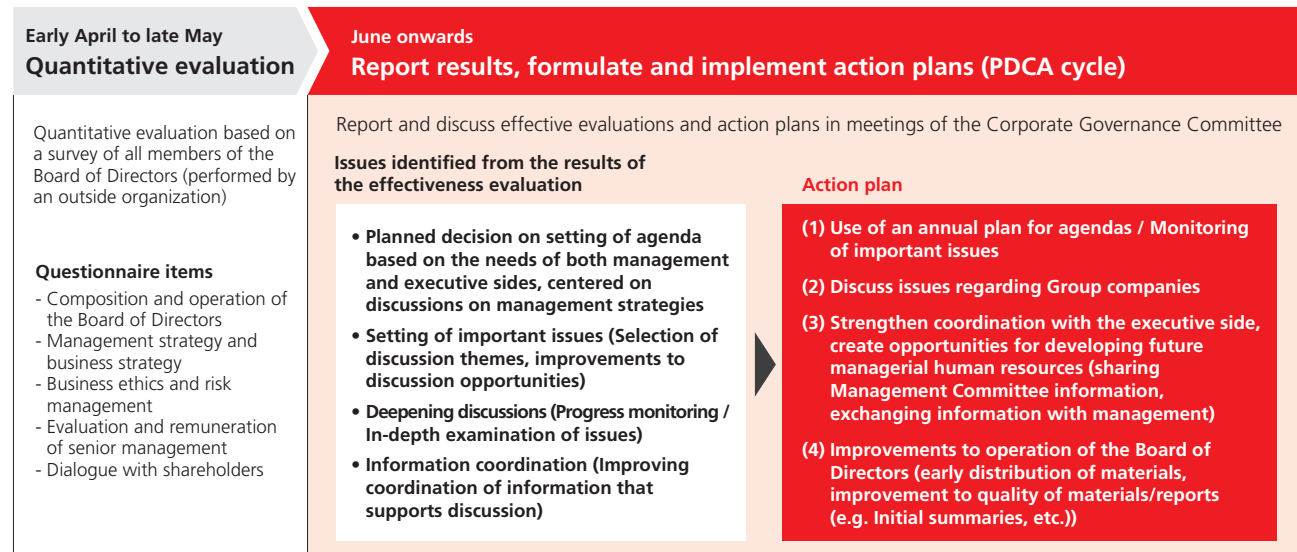 Early April to late May
Quantitative evaluation
June onwards
Report results, formulate and implement action plans (PDCA cycle)
Quantitative evaluation based on
a survey of all members of the
Board of Directors (performed by
an outside organization)
Questionnaire items
- Composition and operation of
the Board of Directors
- Management strategy and
business strategy
- Business ethics and risk
management
- Evaluation and remuneration
of senior management
- Dialogue with shareholders
Report and discuss effective evaluations and action plans in meetings of the Corporate Governance Committee
Issues identified from the results of
the effectiveness evaluation
• Planned decision on setting of agenda
based on the needs of both management
and executive sides, centered on
discussions on management strategies
• Setting of important issues (Selection of
discussion themes, improvements to
discussion opportunities)
• Deepening discussions (Progress monitoring /
In-depth examination of issues)
• Information coordination (Improving
coordination of information that
supports discussion)
Action plan
(1) Use of an annual plan for agendas / Monitoring
of important issues
(2) Discuss issues regarding Group companies
(3) Strengthen coordination with the executive side,
create opportunities for developing future
managerial human resources (sharing
Management Committee information,
exchanging information with management)
(4) Improvements to operation of the Board of
Directors (early distribution of materials,
improvement to quality of materials/reports
(e.g. Initial summaries, etc.))